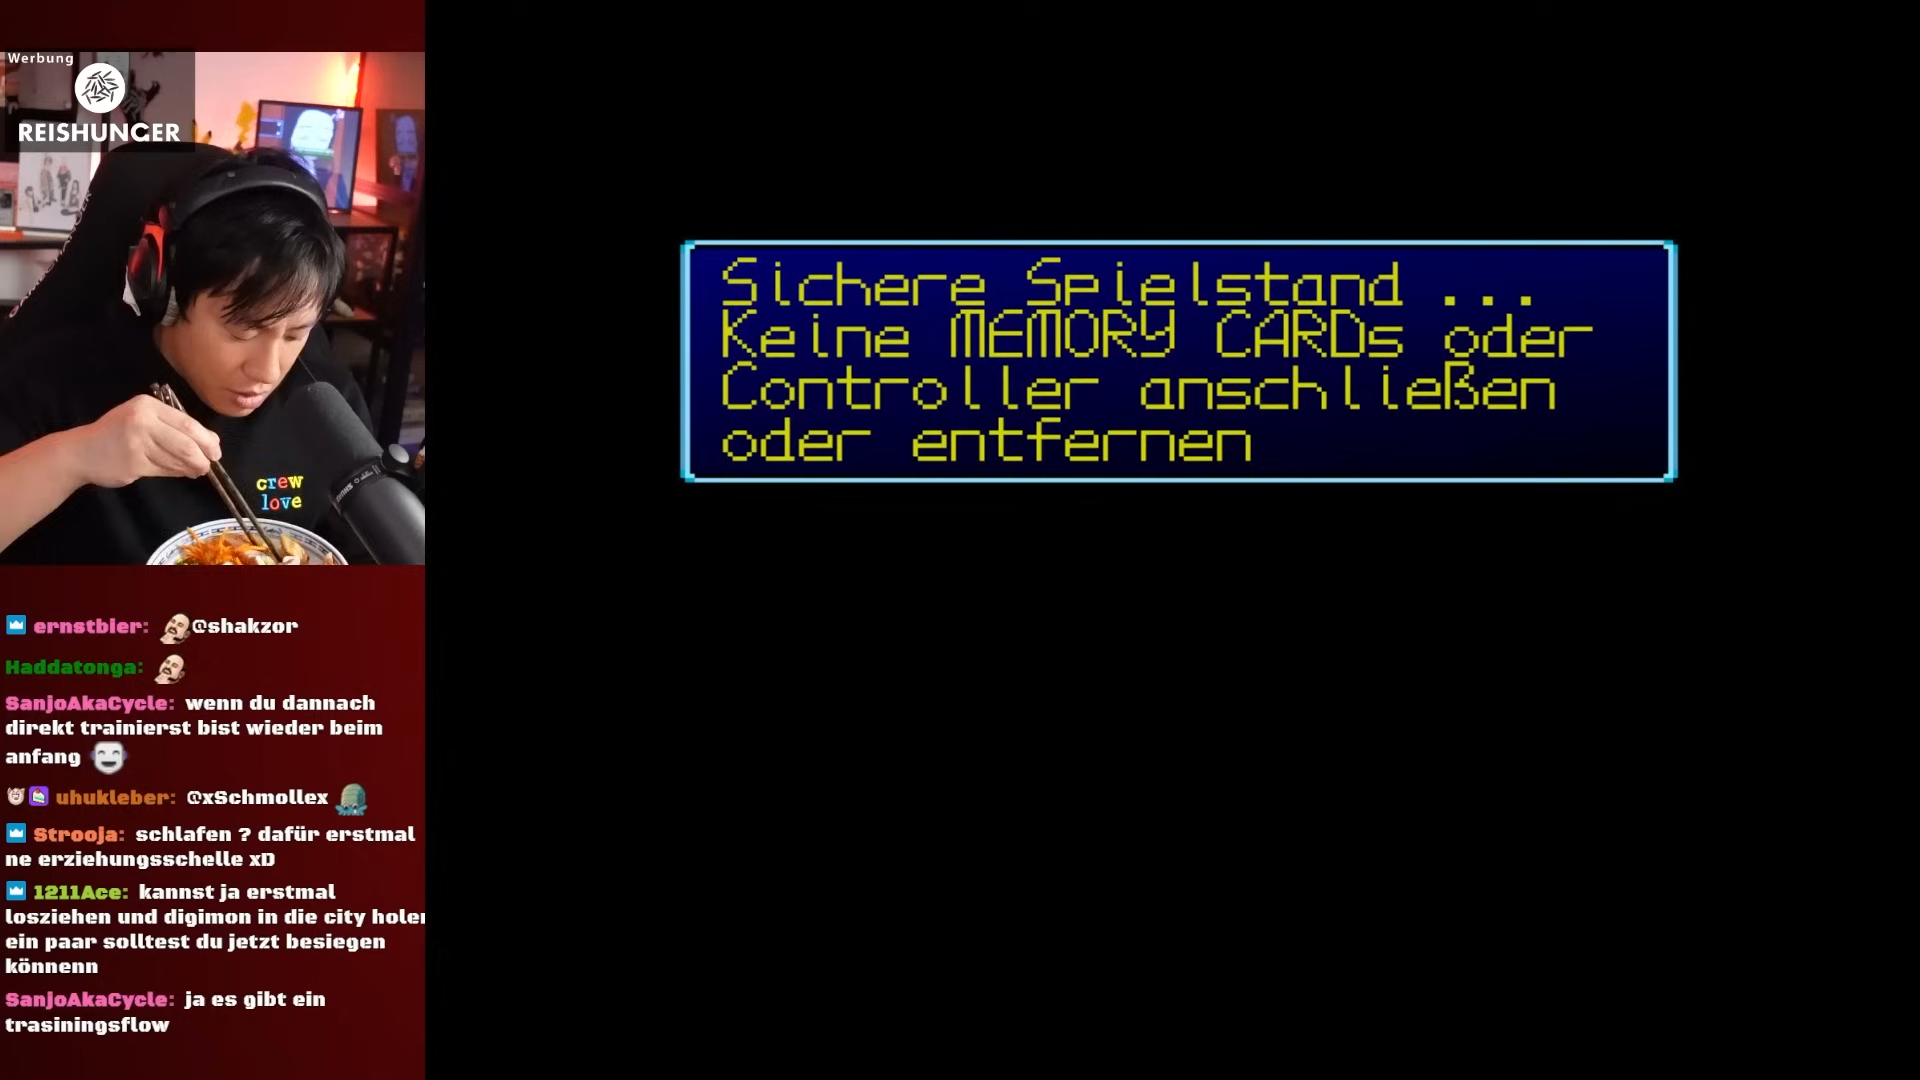 Werbung
REISHUNGER
crew
love
Sichere Spielstand ...
Keine MEMORY CARDs oder
Controller anschließen
oder entfernen
ernstbier: @shakzor
Haddatonga:
SanjoAkaCycle: wenn du dannach
direkt trainierst bist wieder beim
anfang
uhukleber: @xSchmollex
Strooja: schlafen ? dafür erstmal
ne erziehungsschelle xD
1211Ace: kannst ja erstmal
losziehen und digimon in die city holen
ein paar solltest du jetzt besiegen
könnenn
SanjoAkaCycle: ja es gibt ein
trasiningsflow